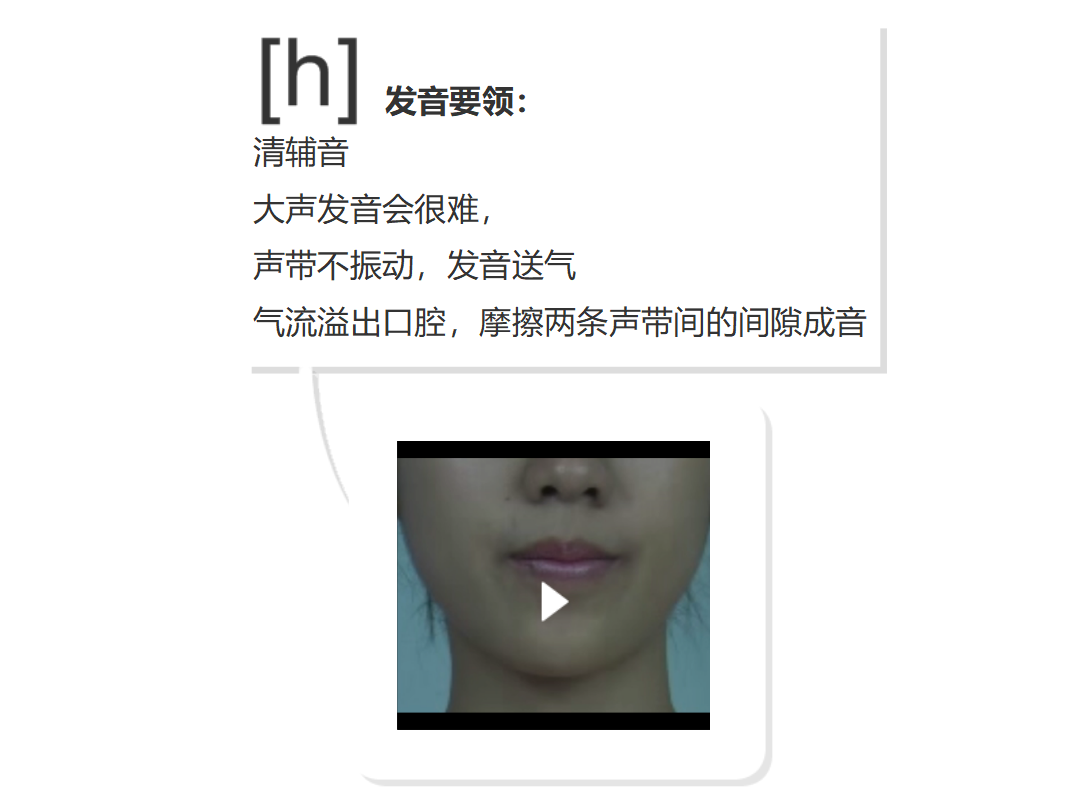 [h] 发音要领：
清辅音
大声发音会很难，
声带不振动，发音送气
气流溢出口腔，摩擦两条声带间的间隙成音